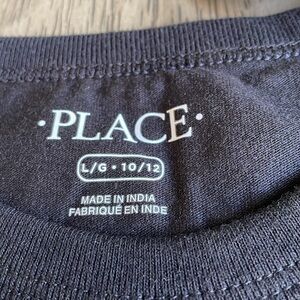 ·PLACE·
L/G • 10/12
MADE IN INDIA
FABRIQUÉ EN INDE